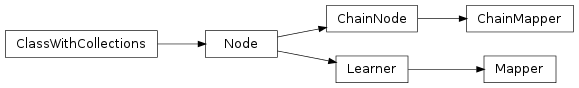 ClassWithCollections
Node
ChainNode
ChainMapper
Learner
Mapper